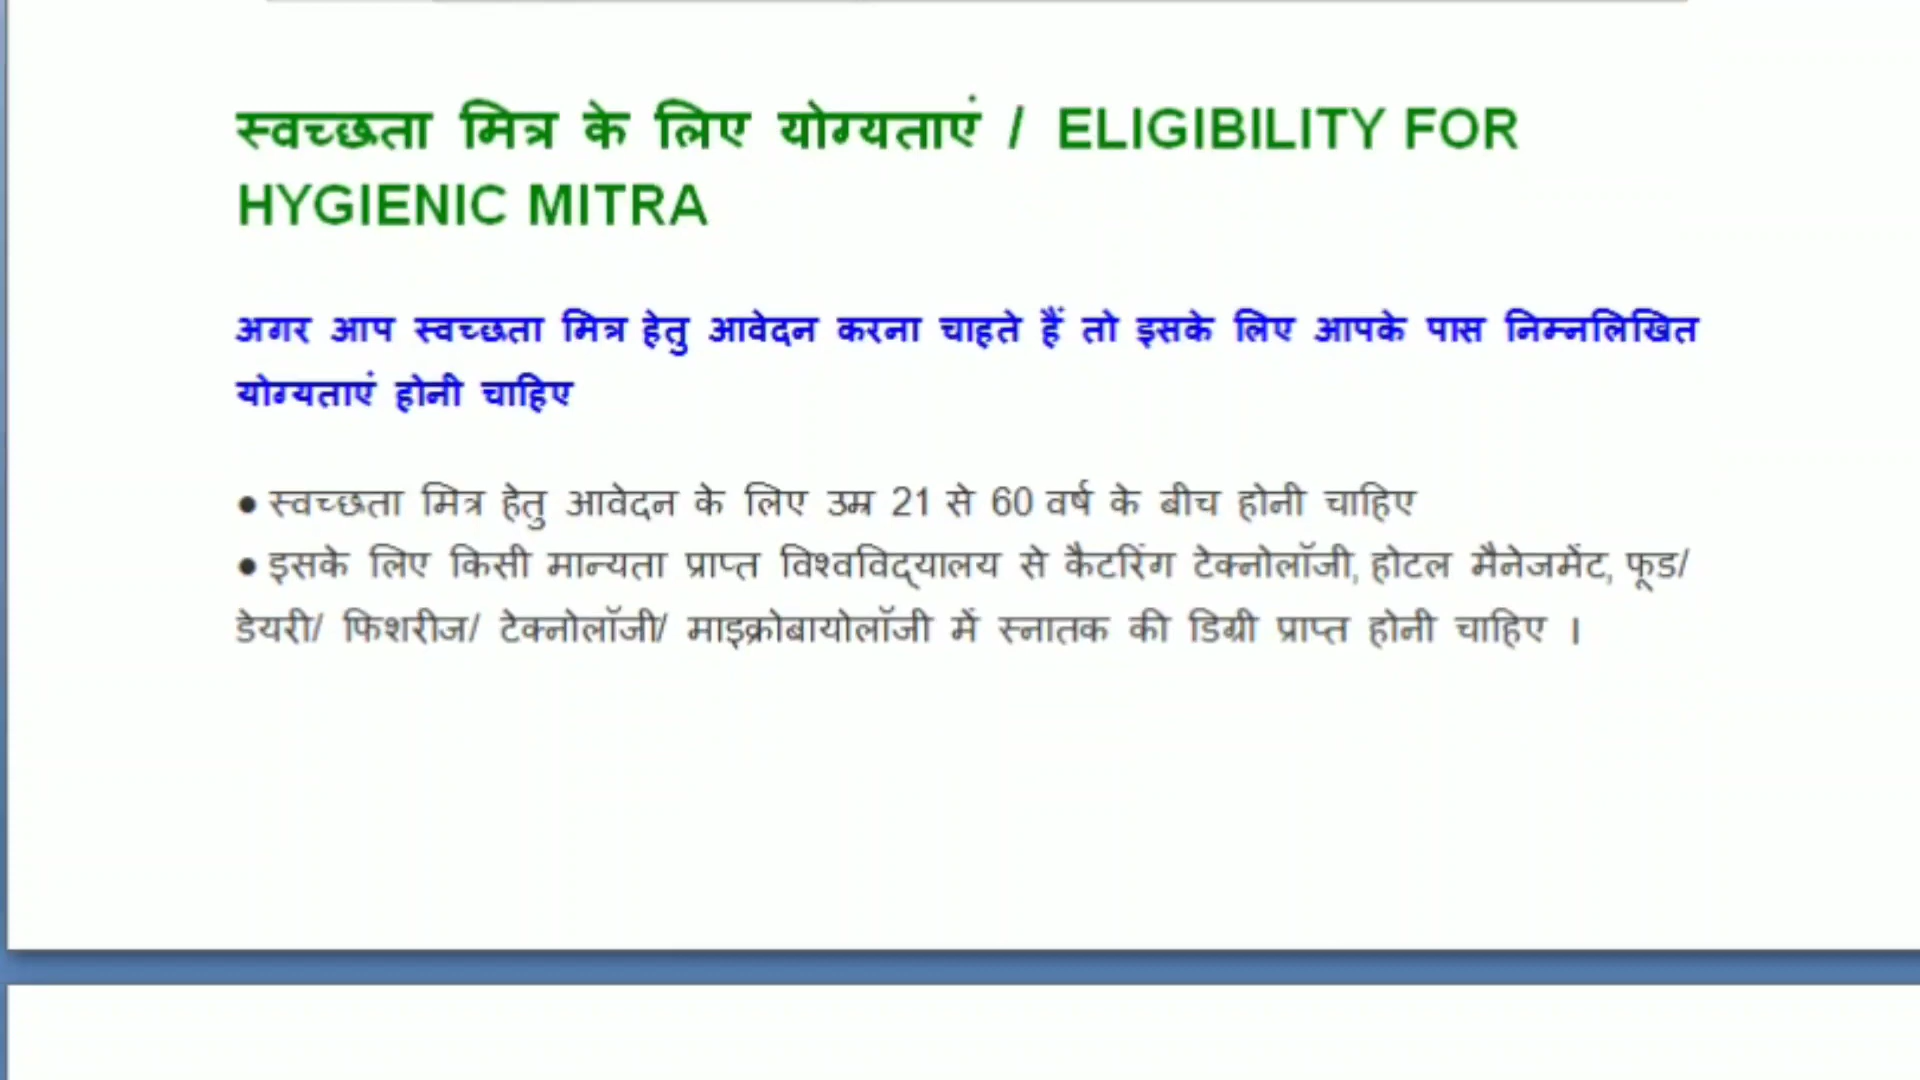 स्वच्छता मित्र के लिए योग्यताएं / ELIGIBILITY FOR
HYGIENIC MITRA
अगर आप स्वच्छता मित्र हेतु आवेदन करना चाहते हैं तो इसके लिए आपके पास निम्नलिखित
योग्यताएं होनी चाहिए
● स्वच्छता मित्र हेतु आवेदन के लिए उम्र 21 से 60 वर्ष के बीच होनी चाहिए
● इसके लिए किसी मान्यता प्राप्त विश्वविद्यालय से कैटरिंग टेक्नोलॉजी, होटल मैनेजमेंट, फूड/
डेयरी/ फिशरीज/ टेक्नोलॉजी/ माइक्रोबायोलॉजी में स्नातक की डिग्री प्राप्त होनी चाहिए ।